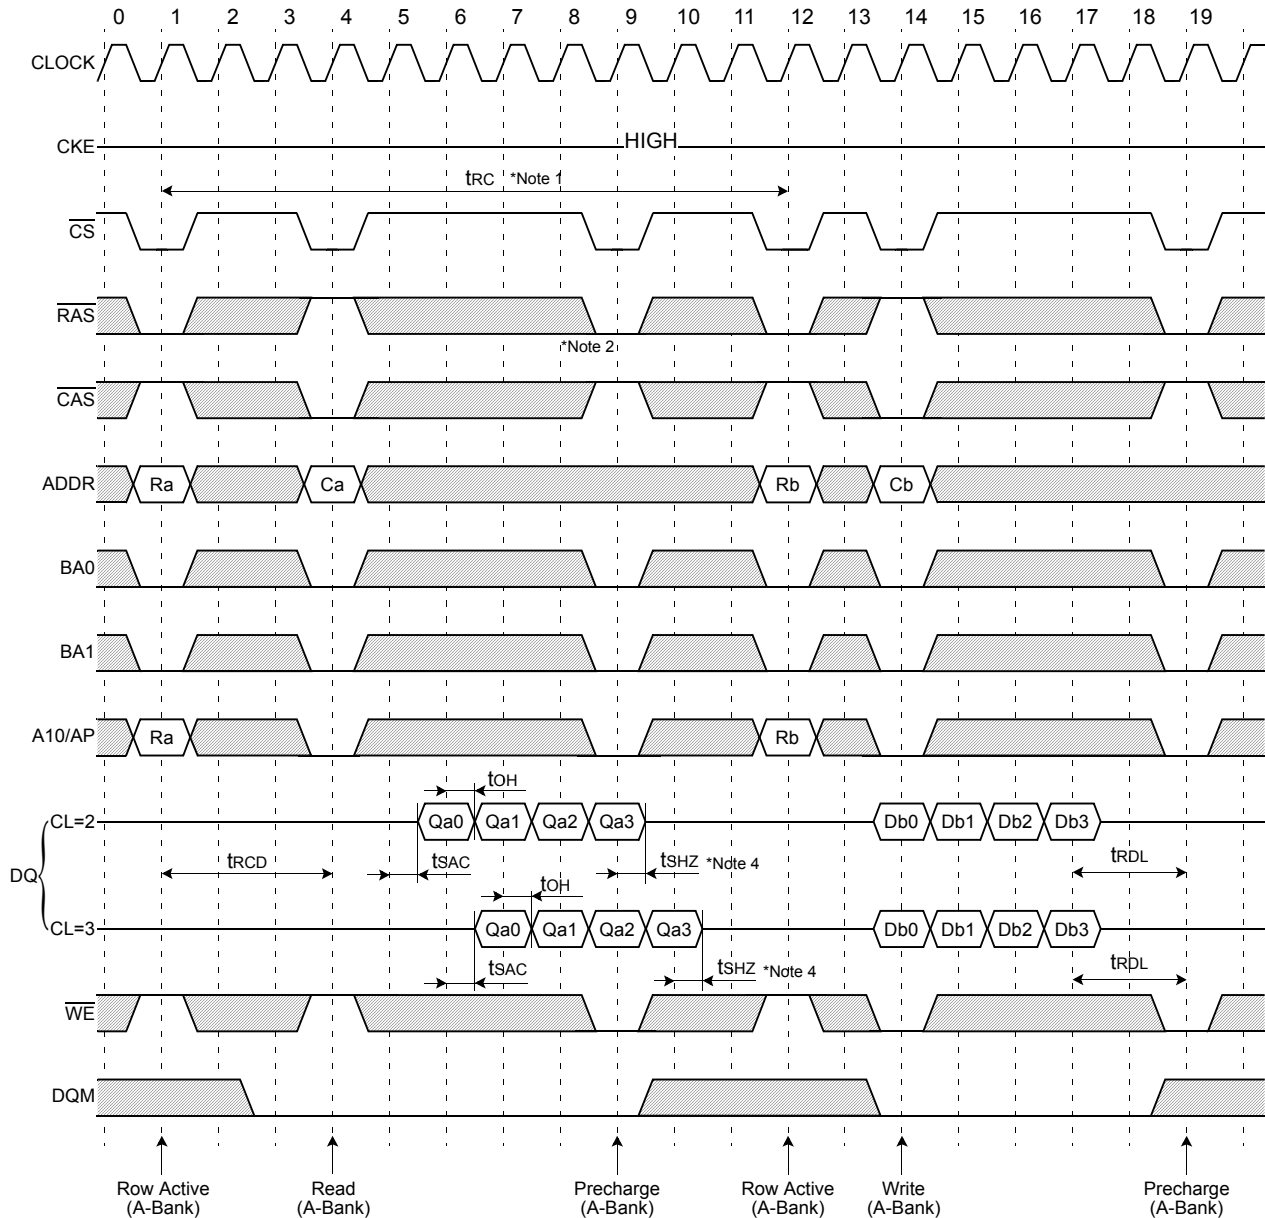 0 1 2 3 4 5 6 7 8 9 10 11 12 13 14 15 16 17 18 19
CLOCK
CKE HIGH
tRC *Note 1
CS
RAS
*Note 2
CAS
ADDR Ra Ca Rb Cb
BA0
BA1
A10/AP Ra Rb
tOH
CL=2 Qa0 Qa1 Qa2 Qa3 Db0 Db1 Db2 Db3
tRCD tSAC tSHZ *Note 4 tRDL
DQ
tOH
CL=3 Qa0 Qa1 Qa2 Qa3 Db0 Db1 Db2 Db3
tSAC tSHZ *Note 4 tRDL
WE
DQM
Row Active Read Precharge Row Active Write Precharge
(A-Bank) (A-Bank) (A-Bank) (A-Bank) (A-Bank) (A-Bank)